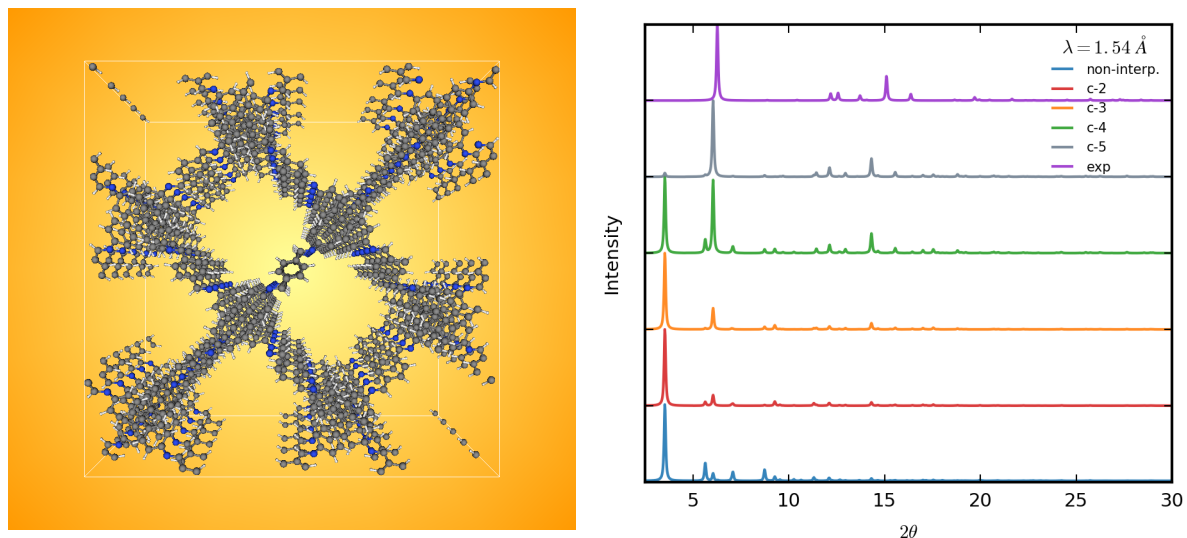 λ = 1.54 Å
non-interp.
c-2
c-3
c-4
c-5
exp
Intensity
5 10 15 20 25 30
2θ